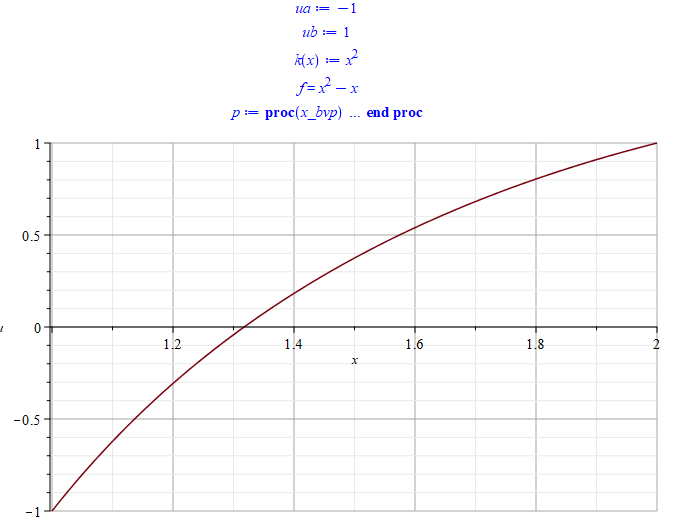 ua := −1
ub := 1
k(x) := x²
f = x² − x
p := proc(x_bvp) ... end proc
1
0.5
0
1.2 1.4 1.6 1.8 2
x
−0.5
−1